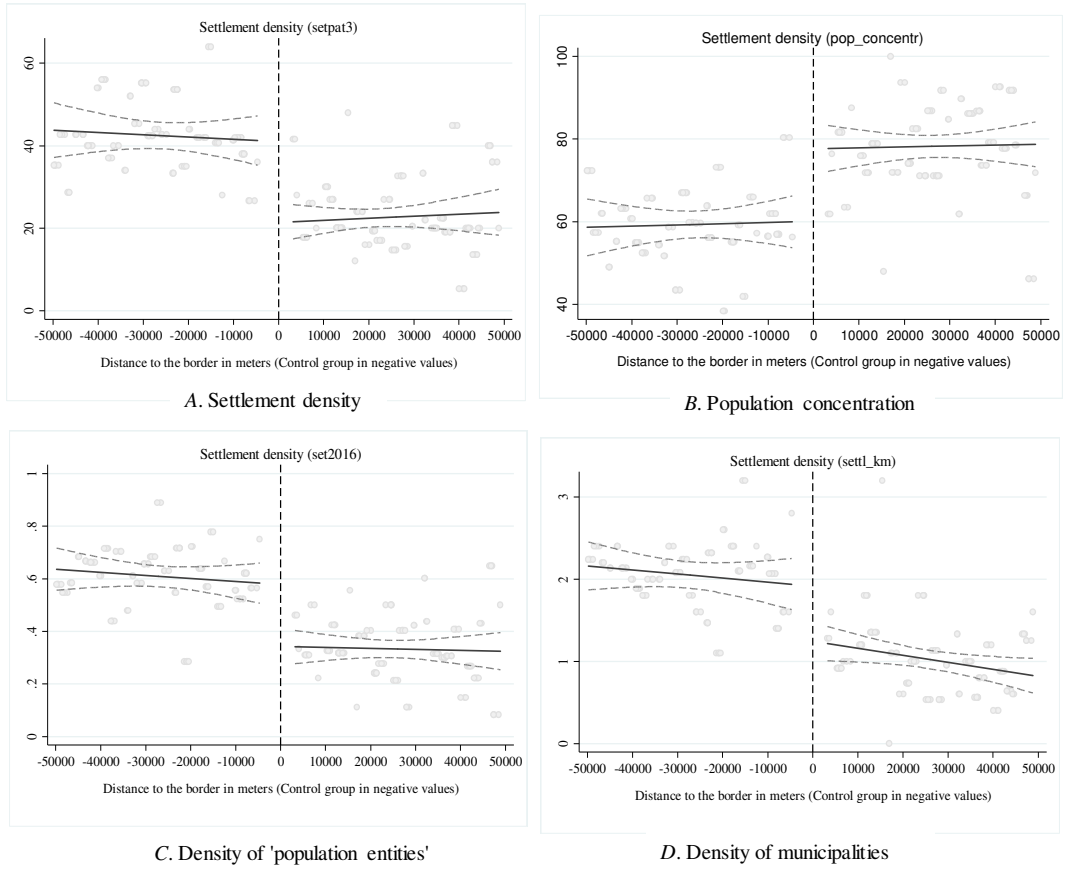 Settlement density (setpat3)
60
40
20
0
-50000 -40000 -30000 -20000 -10000 0 10000 20000 30000 40000 50000
Distance to the border in meters (Control group in negative values)
A. Settlement density
Settlement density (pop_concentr)
100
80
60
40
-50000 -40000 -30000 -20000 -10000 0 10000 20000 30000 40000 50000
Distance to the border in meters (Control group in negative values)
B. Population concentration
Settlement density (set2016)
1
.8
.6
.4
.2
0
-50000 -40000 -30000 -20000 -10000 0 10000 20000 30000 40000 50000
Distance to the border in meters (Control group in negative values)
C. Density of 'population entities'
Settlement density (settl_km)
3
2
1
0
-50000 -40000 -30000 -20000 -10000 0 10000 20000 30000 40000 50000
Distance to the border in meters (Control group in negative values)
D. Density of municipalities